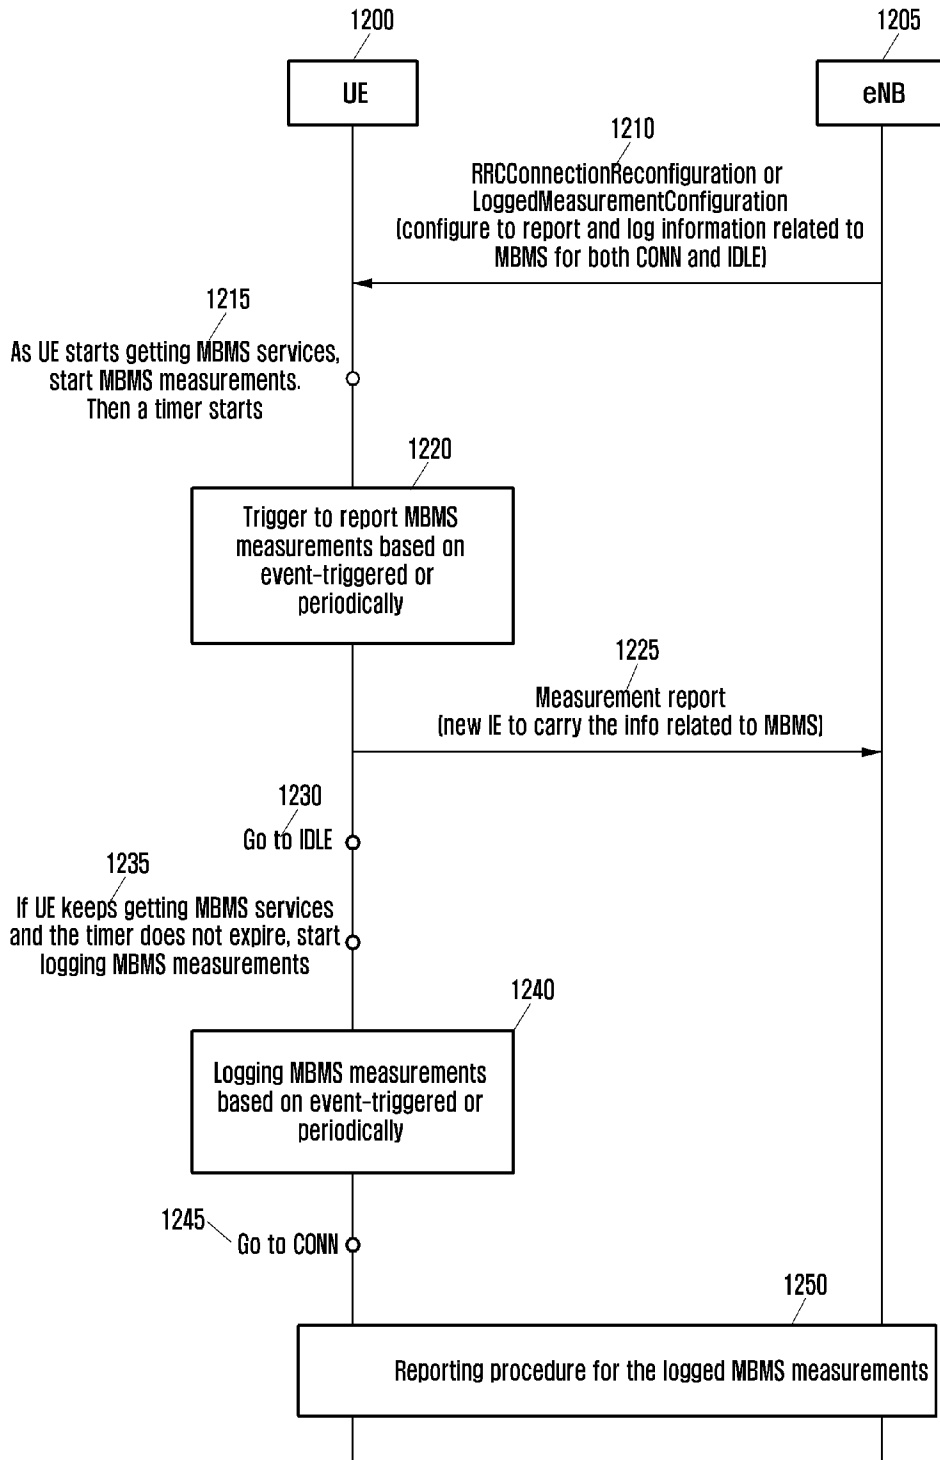 1200
1205
UE
eNB
1210
RRCConnectionReconfiguration or
LoggedMeasurementConfiguration
(configure to report and log information related to
MBMS for both CONN and IDLE)
1215
As UE starts getting MBMS services,
start MBMS measurements.
Then a timer starts
1220
Trigger to report MBMS
measurements based on
event-triggered or
periodically
1225
Measurement report
(new IE to carry the info related to MBMS)
1230
Go to IDLE
1235
If UE keeps getting MBMS services
and the timer does not expire, start
logging MBMS measurements
1240
Logging MBMS measurements
based on event-triggered or
periodically
1245
Go to CONN
1250
Reporting procedure for the logged MBMS measurements